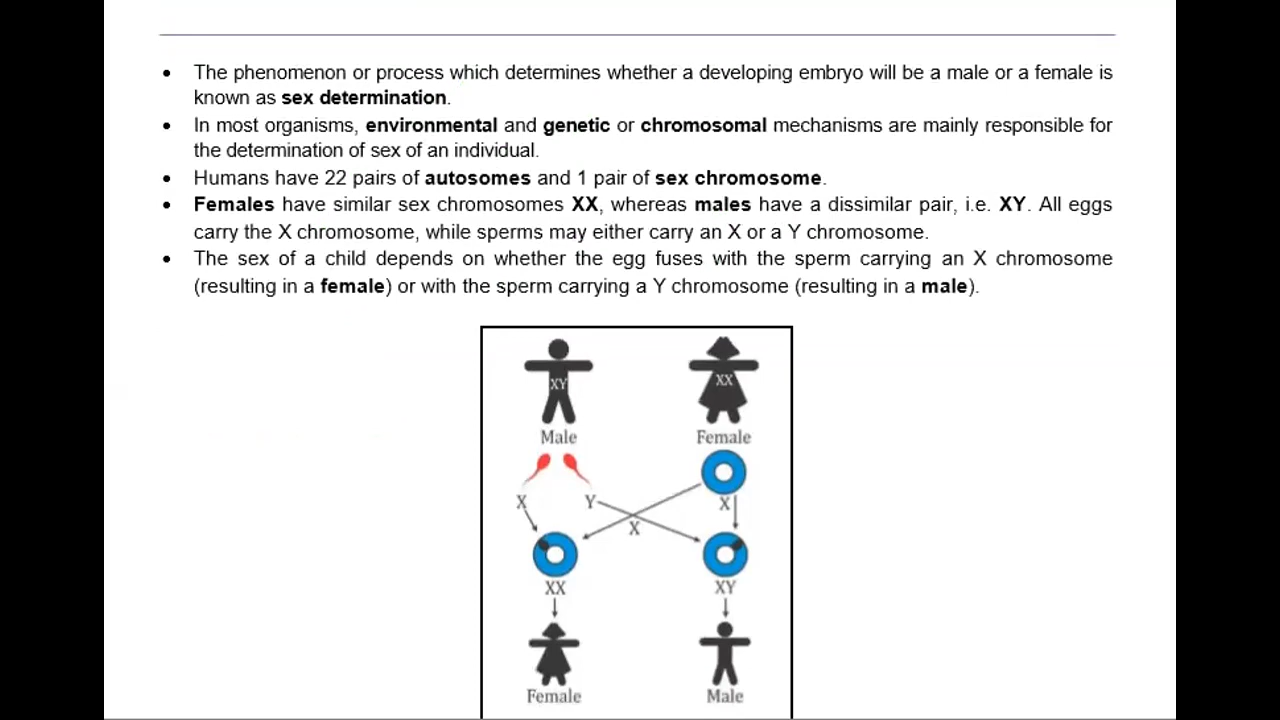 • The phenomenon or process which determines whether a developing embryo will be a male or a female is
known as sex determination.
• In most organisms, environmental and genetic or chromosomal mechanisms are mainly responsible for
the determination of sex of an individual.
• Humans have 22 pairs of autosomes and 1 pair of sex chromosome.
• Females have similar sex chromosomes XX, whereas males have a dissimilar pair, i.e. XY. All eggs
carry the X chromosome, while sperms may either carry an X or a Y chromosome.
• The sex of a child depends on whether the egg fuses with the sperm carrying an X chromosome
(resulting in a female) or with the sperm carrying a Y chromosome (resulting in a male).
XY XX
Male Female
X Y X
X
XX XY
Female Male